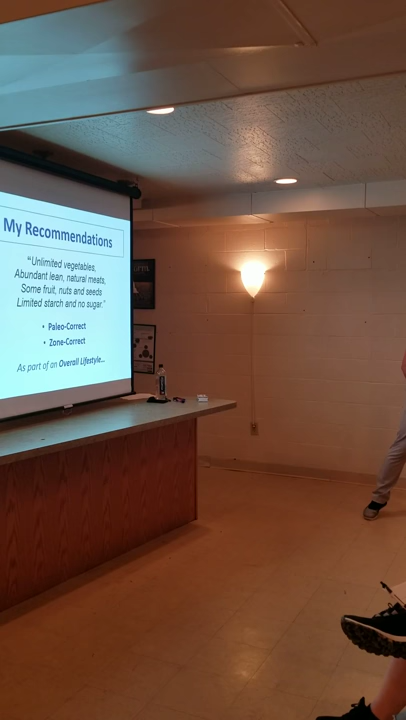 My Recommendations
"Unlimited vegetables,
Abundant lean, natural meats,
Some fruit, nuts and seeds
Limited starch and no sugar."
• Paleo-Correct
• Zone-Correct
As part of an Overall Lifestyle...